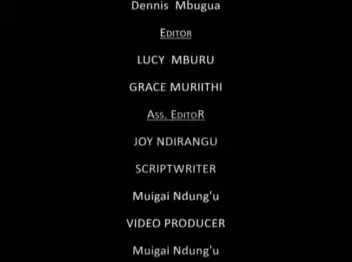 Dennis Mbugua
EDITOR
LUCY MBURU
GRACE MURIITHI
ASS. EDITOR
JOY NDIRANGU
SCRIPTWRITER
Muigai Ndung'u
VIDEO PRODUCER
Muigai Ndung'u